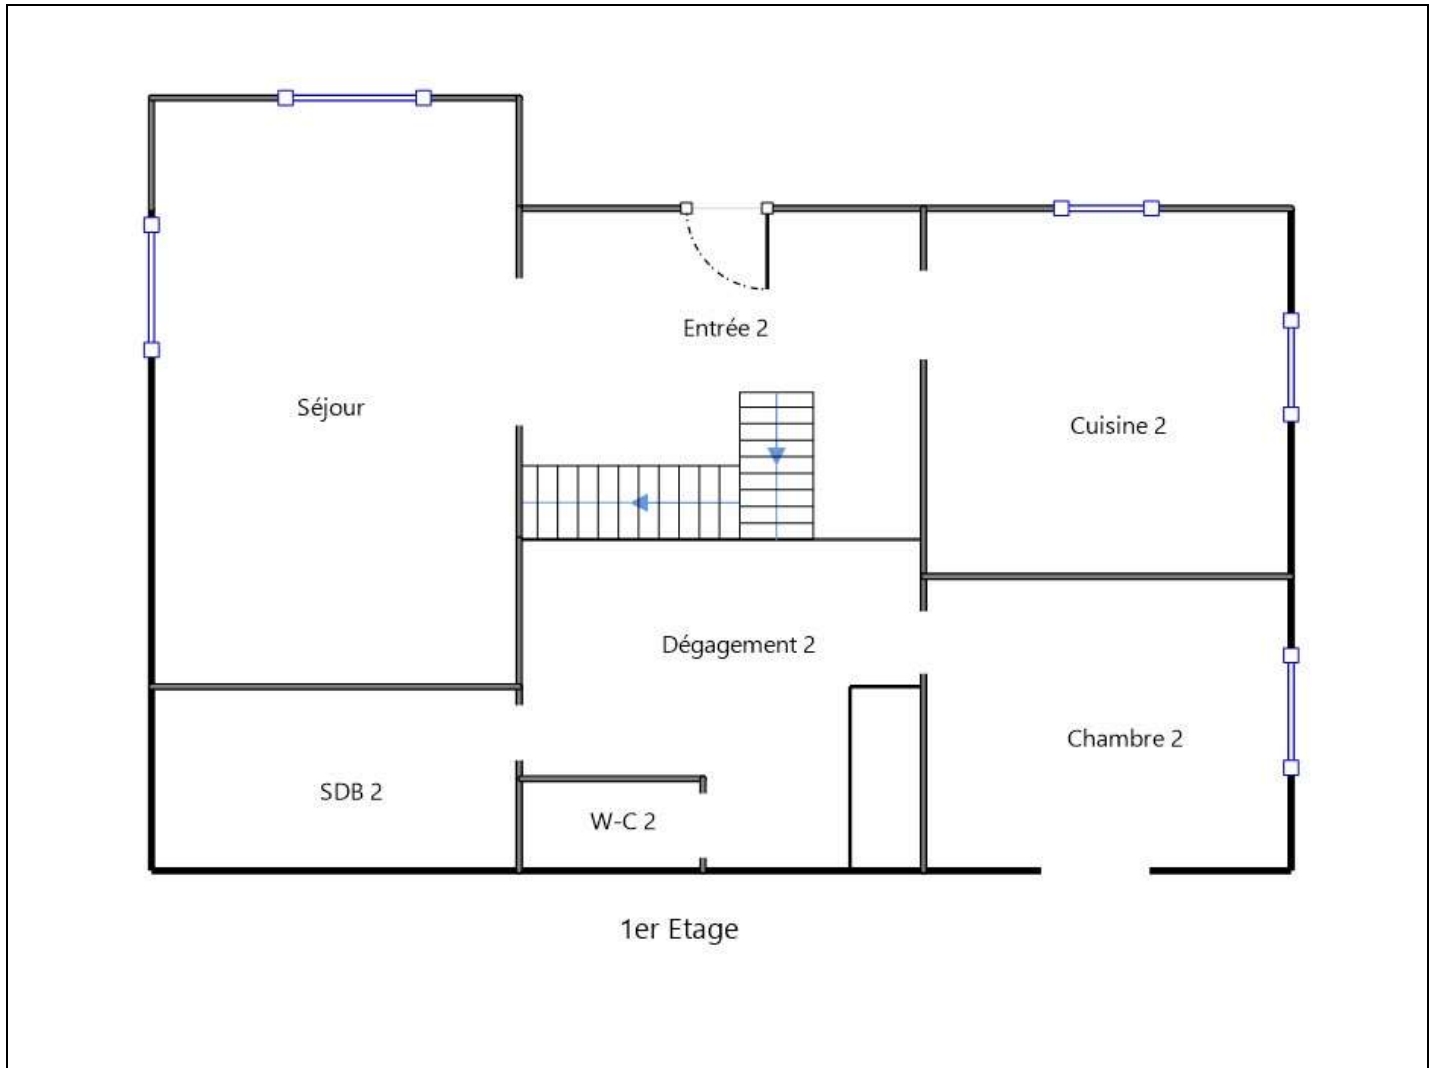 Entrée 2
Séjour
Cuisine 2
Dégagement 2
Chambre 2
SDB 2
W-C 2
1er Etage